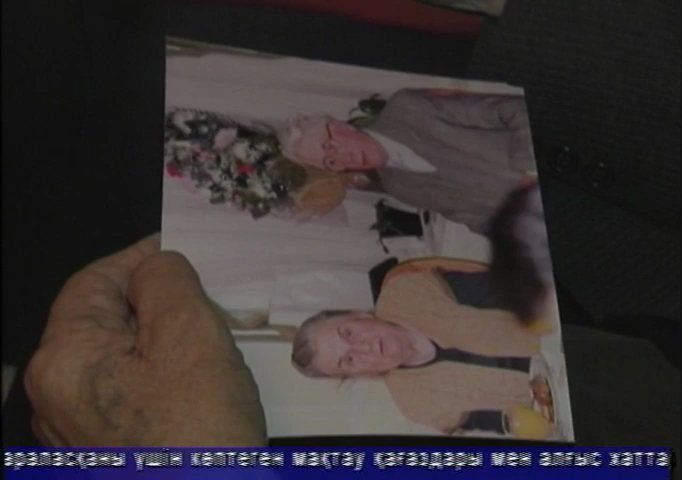 араласқаны үшін көптеген мақтау қағаздары мен алғыс хатта